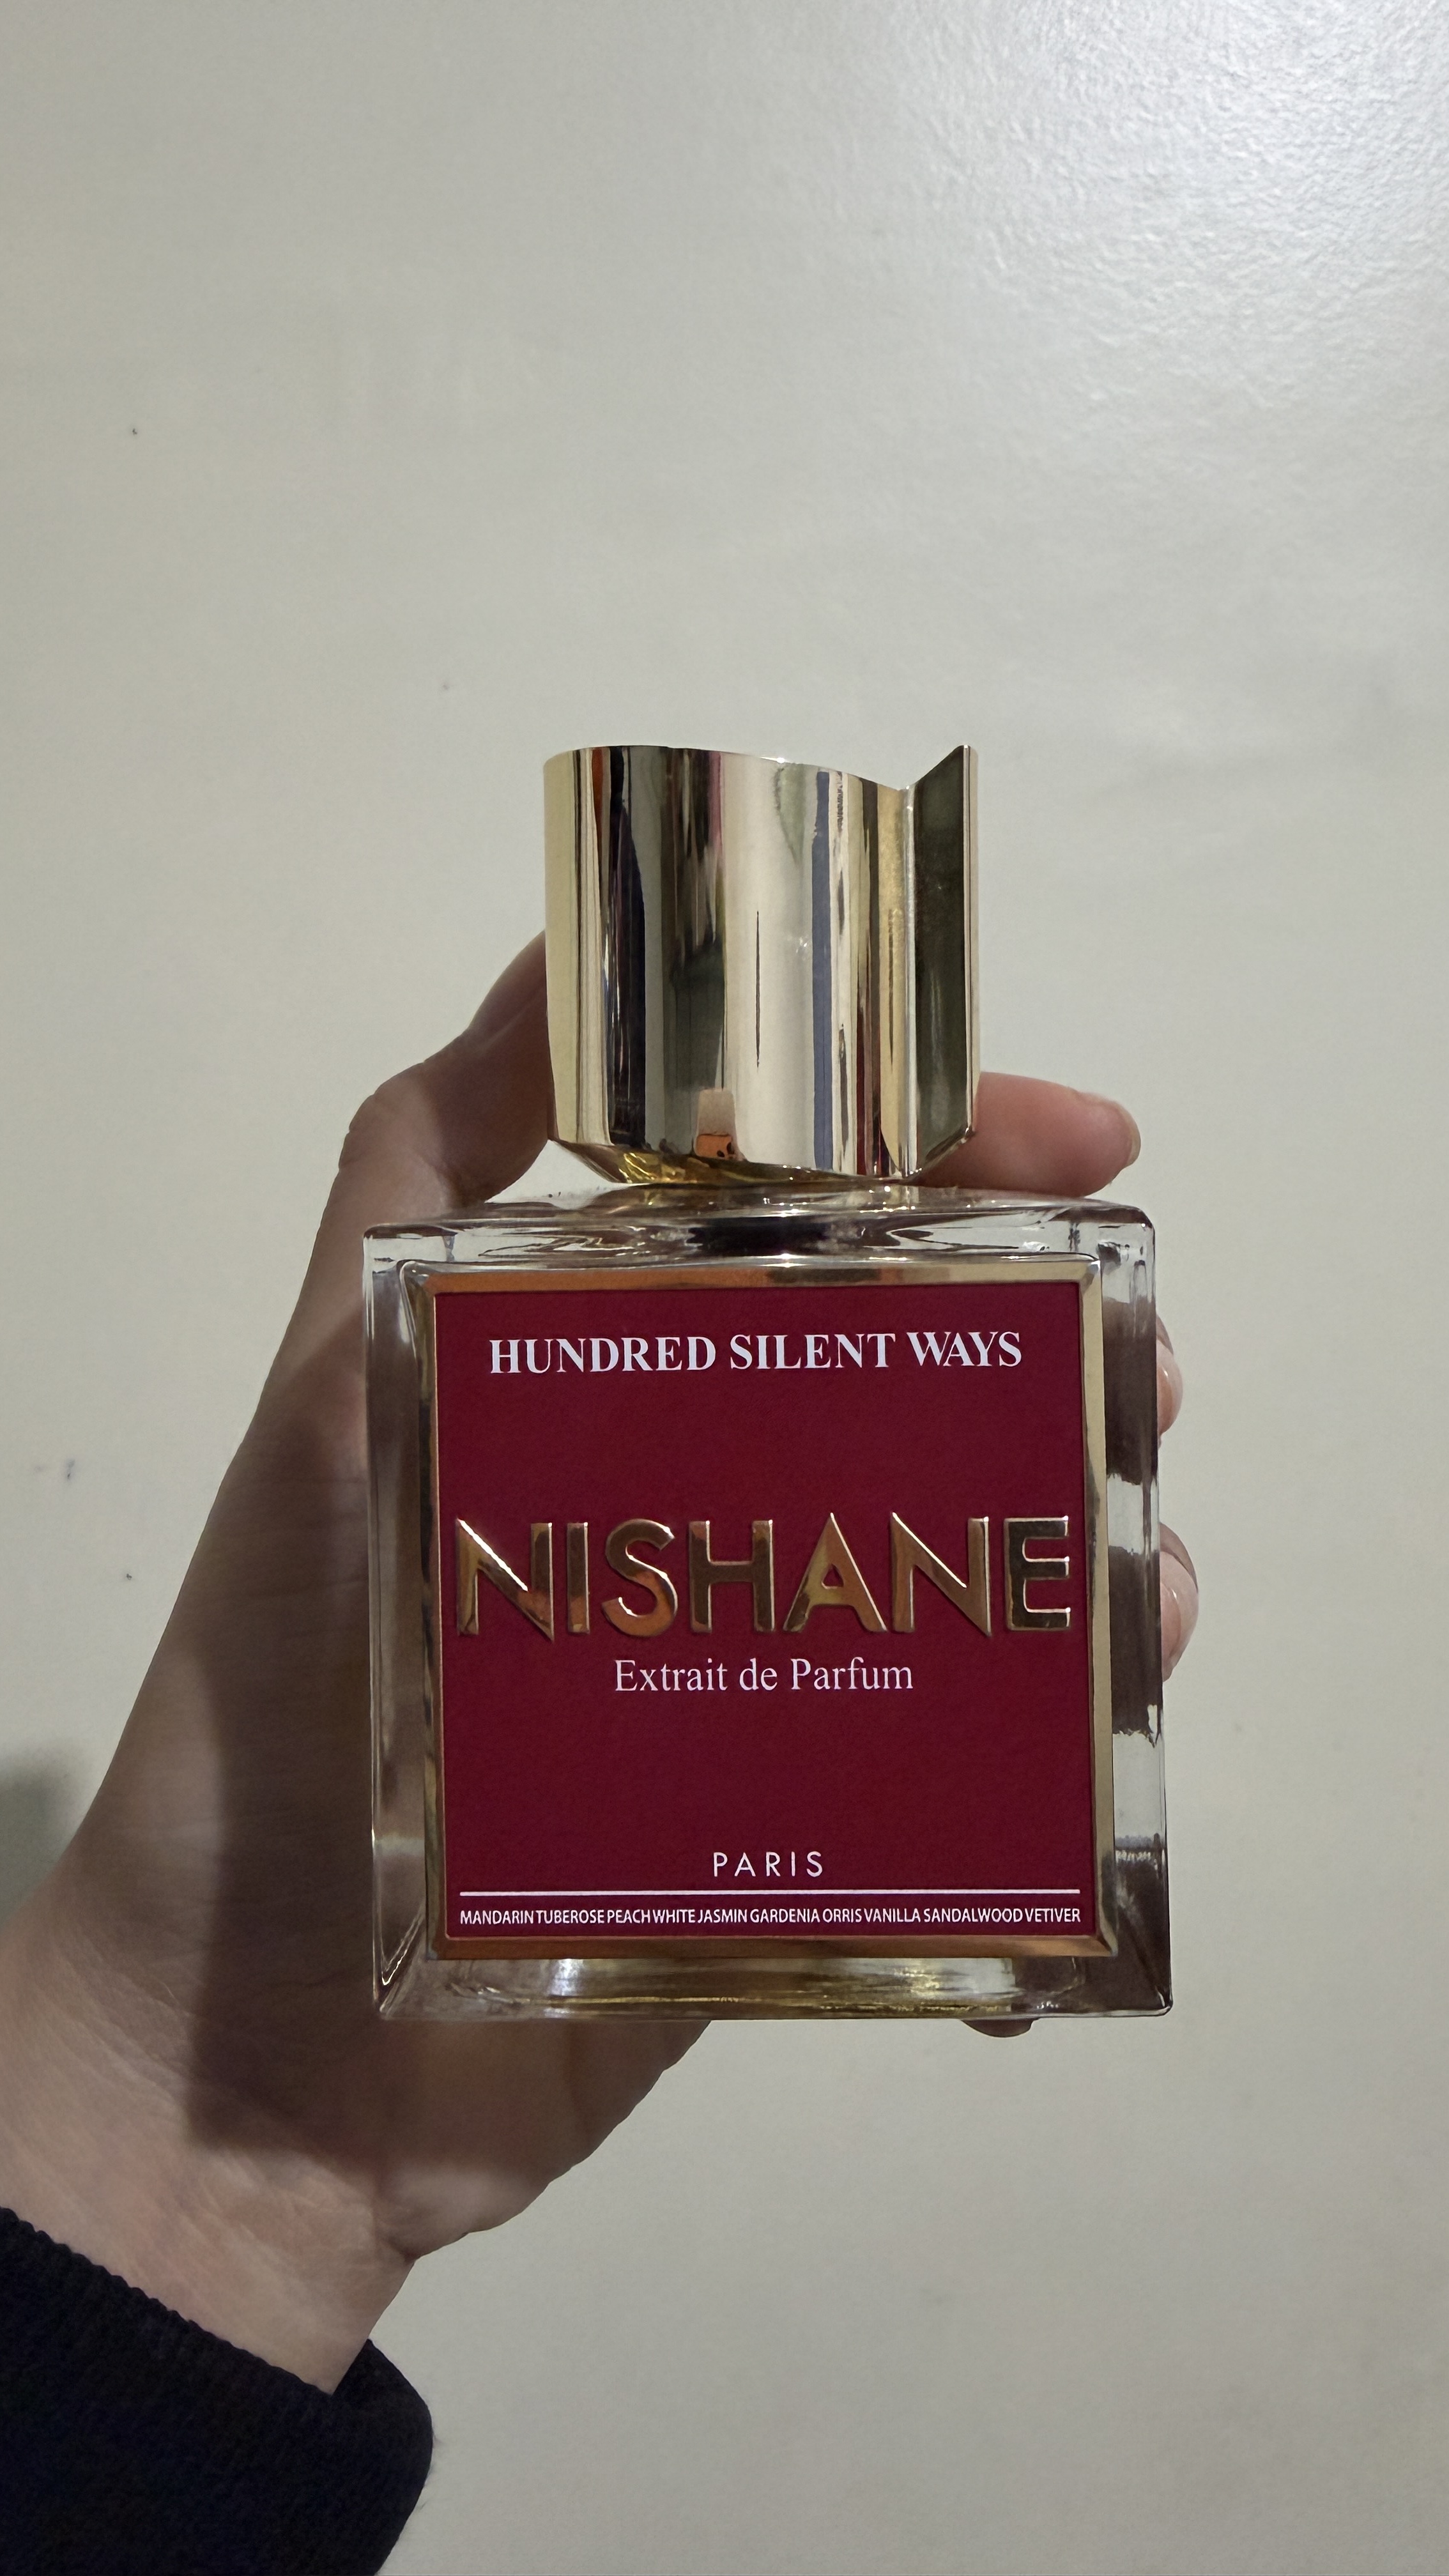 HUNDRED SILENT WAYS
NISHANE
Extrait de Parfum
PARIS
MANDARIN TUBEROSE PEACH WHITE JASMIN GARDENIA ORRIS VANILLA SANDALWOOD VETIVER